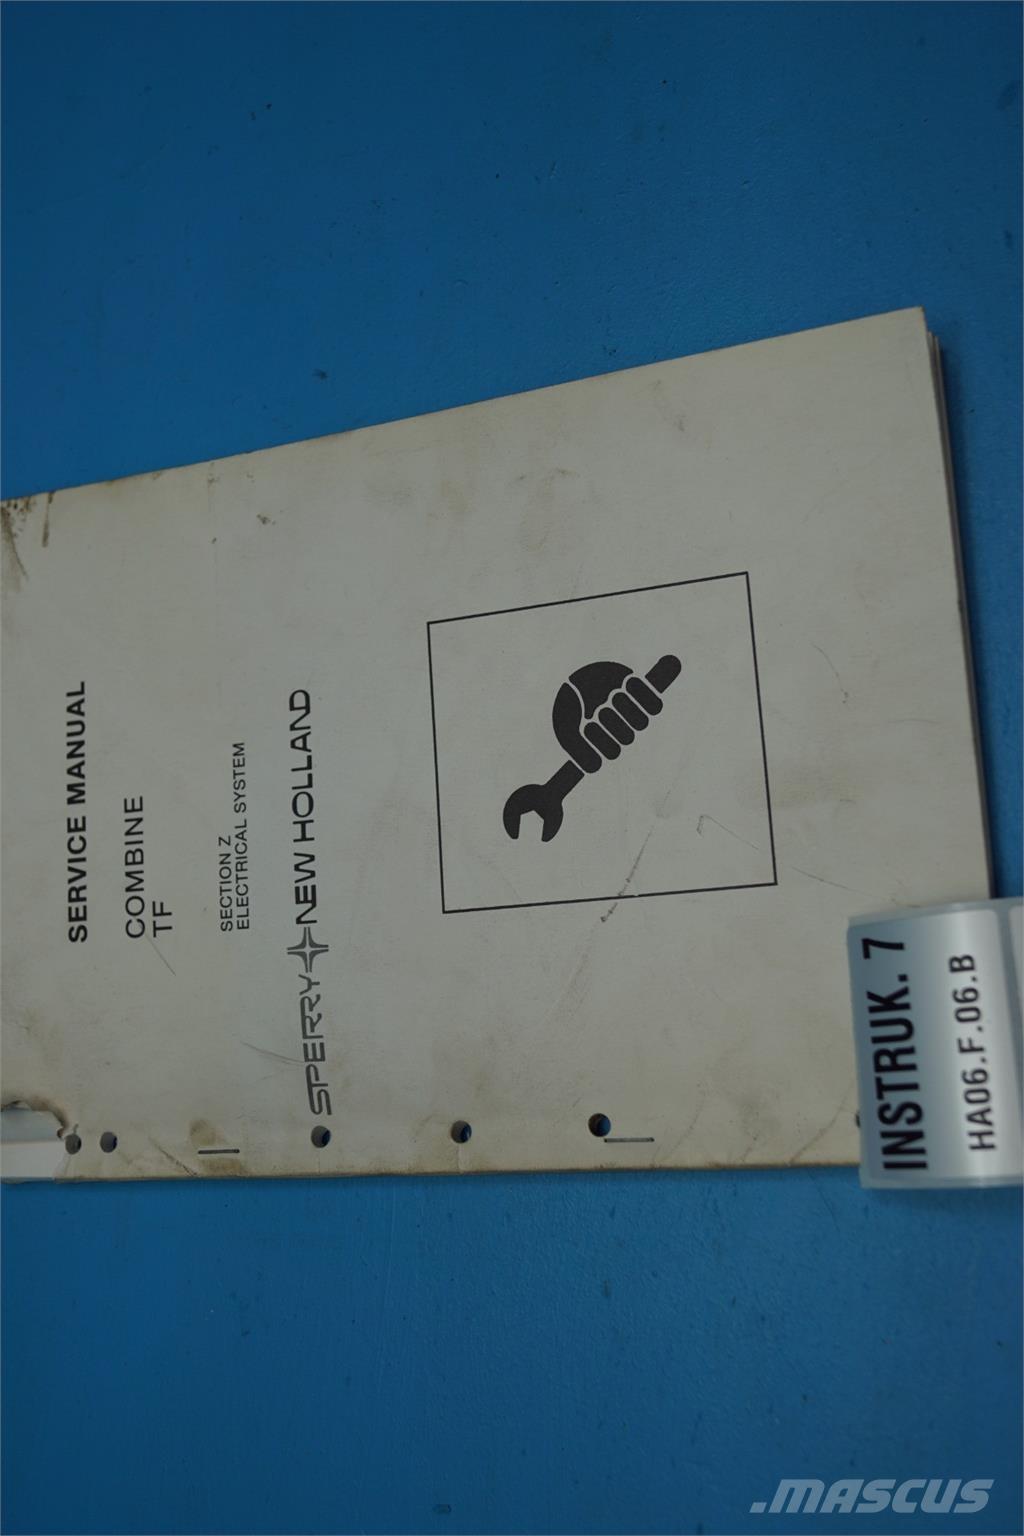 SERVICE MANUAL
COMBINE
TF
SECTION Z
ELECTRICAL SYSTEM
SPERRY NEW HOLLAND
INSTRUK. 7
HA06.F.06.B
.MASCUS